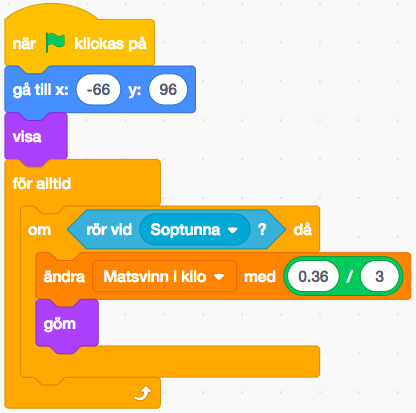 när klickas på
gå till x: -66 y: 96
visa
för alltid
om rör vid Soptunna ? då
ändra Matsvinn i kilo med 0.36 / 3
göm